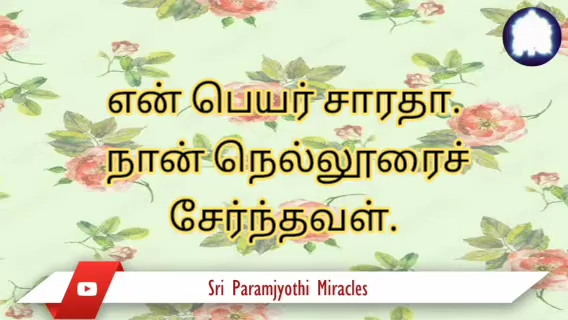 என் பெயர் சாரதா.
நான் நெல்லூரைச்
சேர்ந்தவள்.
Sri Paramjyothi Miracles